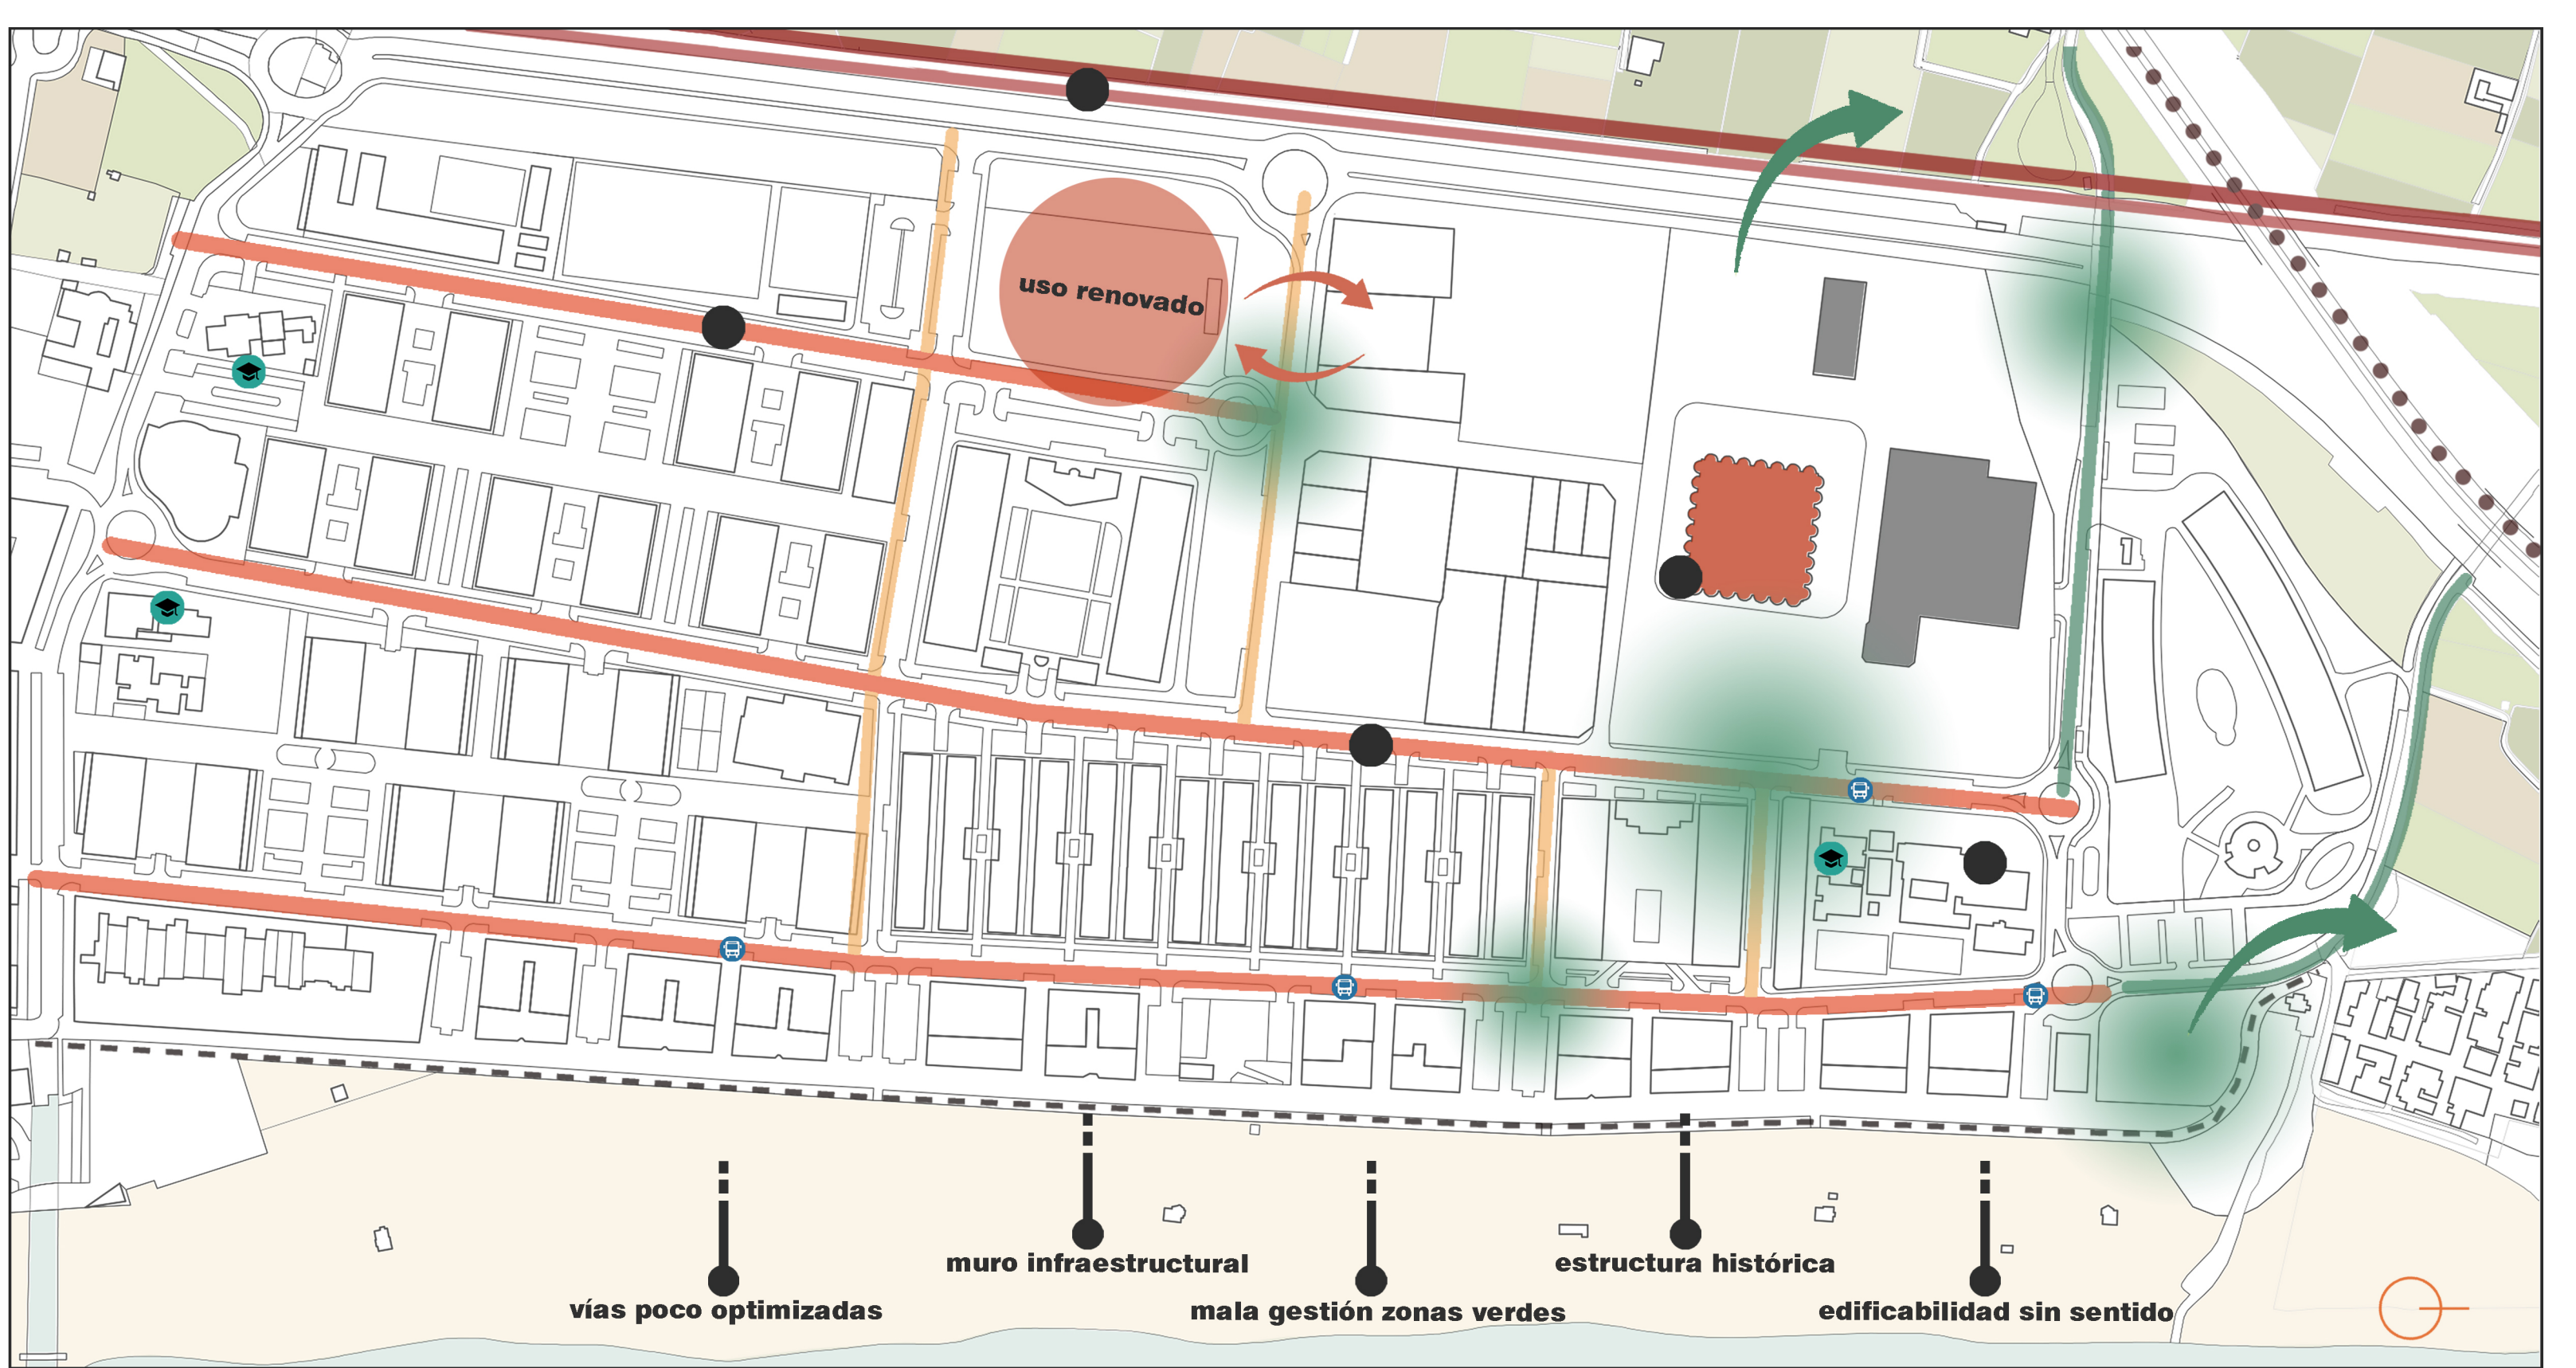 uso renovado
muro infraestructural
estructura histórica
vías poco optimizadas
mala gestión zonas verdes
edificabilidad sin sentido